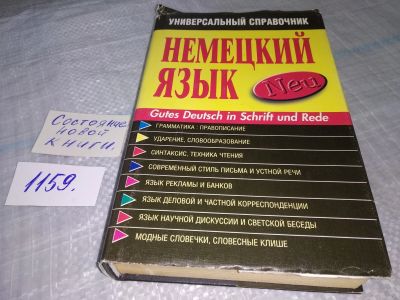 УНИВЕРСАЛЬНЫЙ СПРАВОЧНИК
НЕМЕЦКИЙ
ЯЗЫК
Neu
Gutes Deutsch in Schrift und Rede
ГРАММАТИКА : ПРАВОПИСАНИЕ
УДАРЕНИЕ, СЛОВООБРАЗОВАНИЕ
СИНТАКСИС, ТЕХНИКА ЧТЕНИЯ
СОВРЕМЕННЫЙ СТИЛЬ ПИСЬМА И УСТНОЙ РЕЧИ
ЯЗЫК РЕКЛАМЫ И БАНКОВ
ЯЗЫК ДЕЛОВОЙ И ЧАСТНОЙ КОРРЕСПОНДЕНЦИИ
ЯЗЫК НАУЧНОЙ ДИСКУССИИ И СВЕТСКОЙ БЕСЕДЫ
МОДНЫЕ СЛОВЕЧКИ, СЛОВЕСНЫЕ КЛИШЕ
Состояние
новой
книги.
1159.